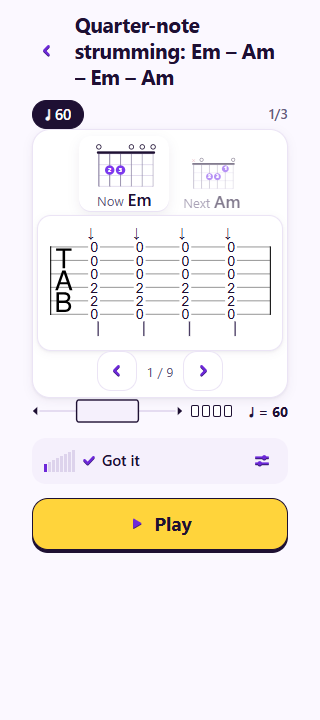 Quarter-note
strumming: Em – Am
– Em – Am
♩ 60
1/3
Now Em
Next Am
2 3
T
A
B
0 0 0 0
0 0 0 0
0 0 0 0
2 2 2 2
2 2 2 2
0 0 0 0
1 / 9
♩ = 60
Got it
Play